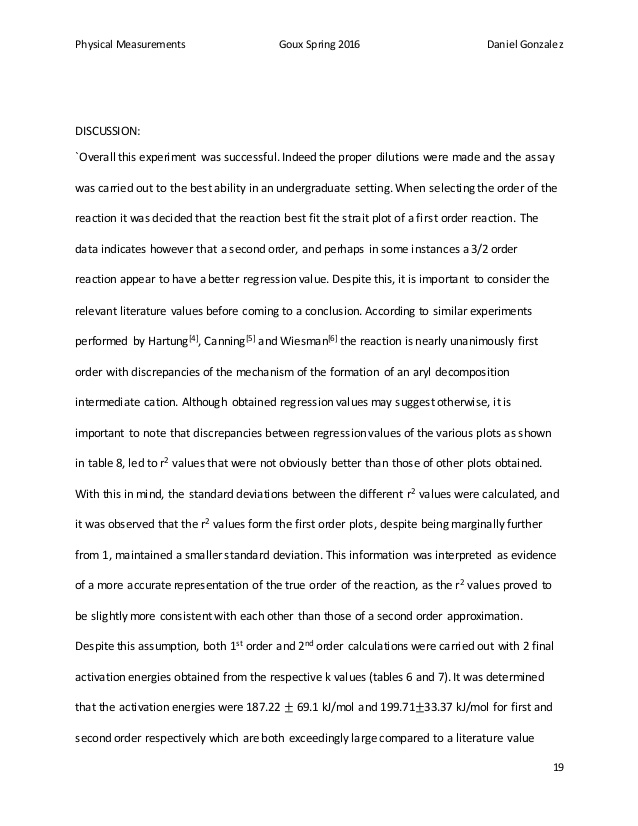 Physical Measurements Goux Spring 2016 Daniel Gonzalez
DISCUSSION:
`Overall this experiment was successful. Indeed the proper dilutions were made and the assay
was carried out to the best ability in an undergraduate setting. When selecting the order of the
reaction it was decided that the reaction best fit the strait plot of a first order reaction. The
data indicates however that a second order, and perhaps in some instances a 3/2 order
reaction appear to have a better regression value. Despite this, it is important to consider the
relevant literature values before coming to a conclusion. According to similar experiments
performed by Hartung[4], Canning[5] and Wiesman[6] the reaction is nearly unanimously first
order with discrepancies of the mechanism of the formation of an aryl decomposition
intermediate cation. Although obtained regression values may suggest otherwise, it is
important to note that discrepancies between regression values of the various plots as shown
in table 8, led to r² values that were not obviously better than those of other plots obtained.
With this in mind, the standard deviations between the different r² values were calculated, and
it was observed that the r² values form the first order plots, despite being marginally further
from 1, maintained a smaller standard deviation. This information was interpreted as evidence
of a more accurate representation of the true order of the reaction, as the r² values proved to
be slightly more consistent with each other than those of a second order approximation.
Despite this assumption, both 1st order and 2nd order calculations were carried out with 2 final
activation energies obtained from the respective k values (tables 6 and 7). It was determined
that the activation energies were 187.22 ± 69.1 kJ/mol and 199.71±33.37 kJ/mol for first and
second order respectively which are both exceedingly large compared to a literature value
19